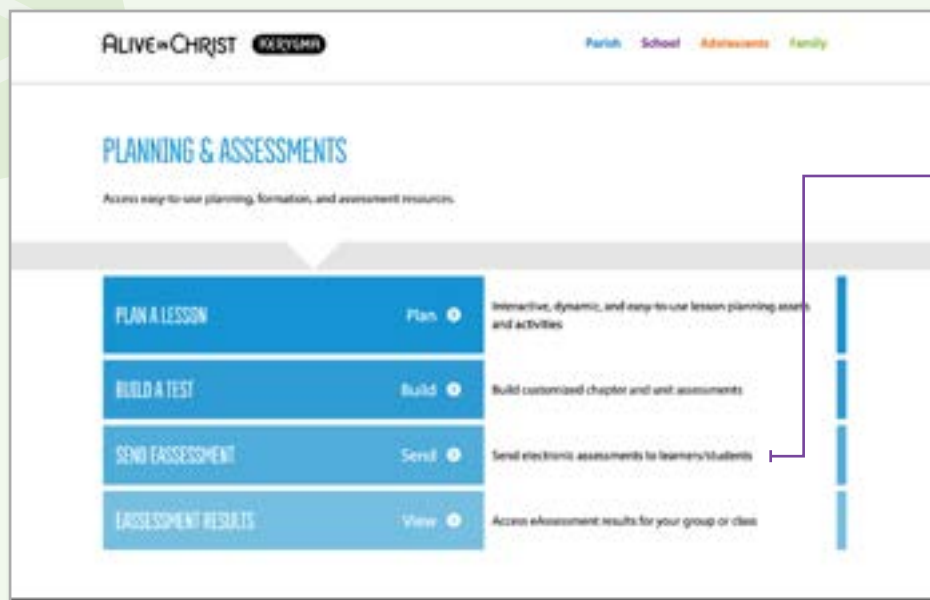 ALIVE IN CHRIST KERYGMA
Parish School Adolescents Family
PLANNING & ASSESSMENTS
Access easy-to-use planning, formation, and assessment resources.
PLAN A LESSON Plan
Interactive, dynamic, and easy-to-use lesson planning assets
and activities
BUILD A TEST Build
Build customized chapter and unit assessments
SEND EASSESSMENT Send
Send electronic assessments to learners/students
EASSESSMENT RESULTS View
Access eAssessment results for your group or class